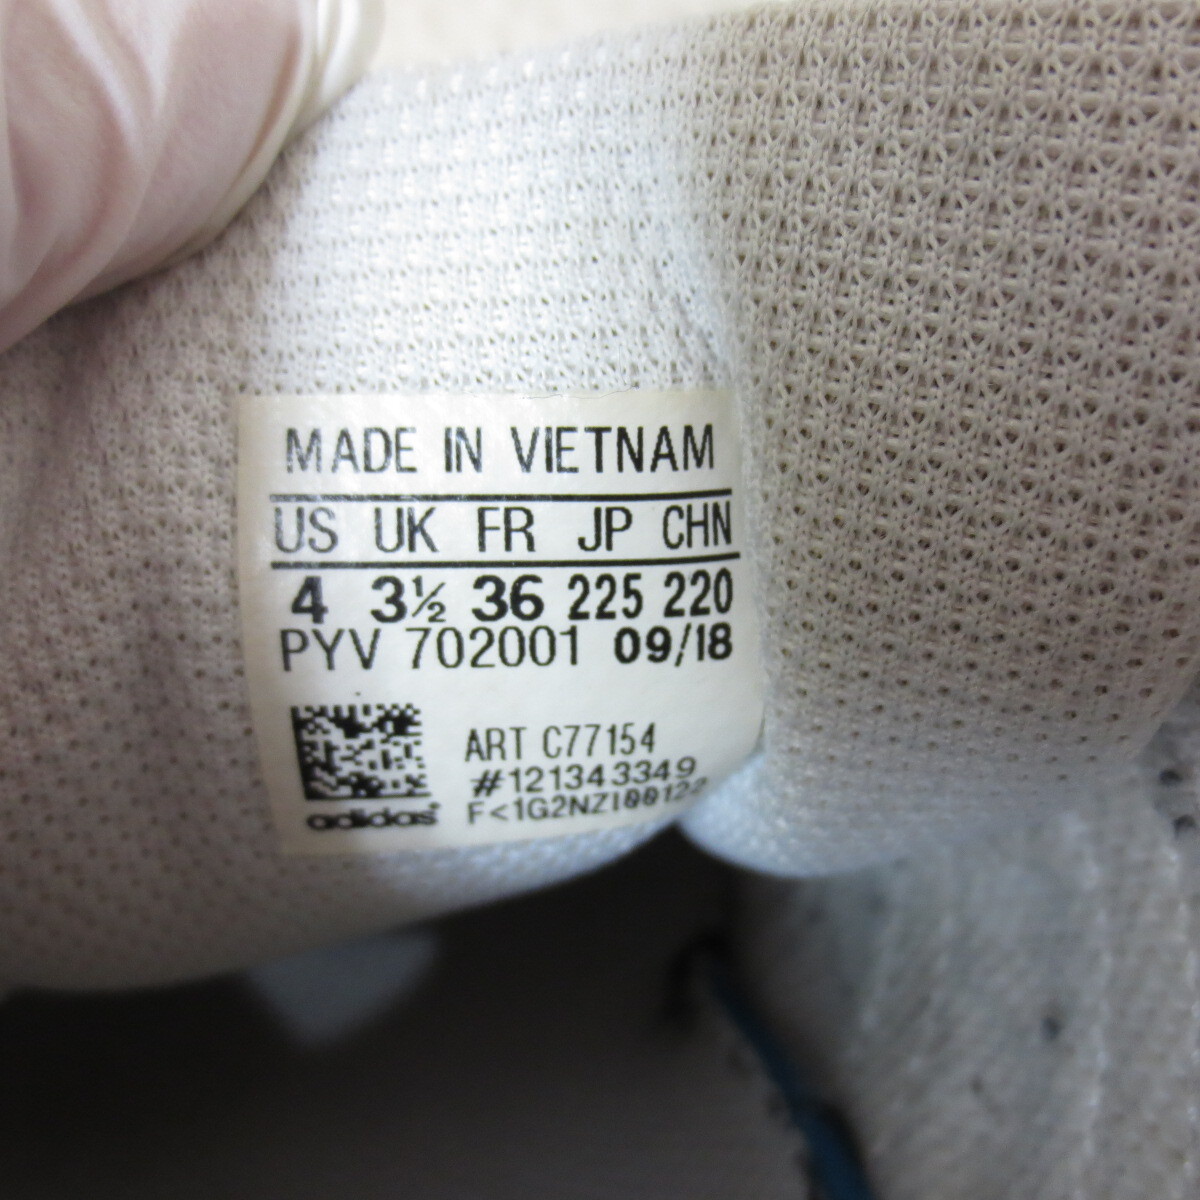 MADE IN VIETNAM
US UK FR JP CHN
4 3½ 36 225 220
PYV 702001 09/18
ART C77154
#121343349
F<1G2NZI00122
adidas